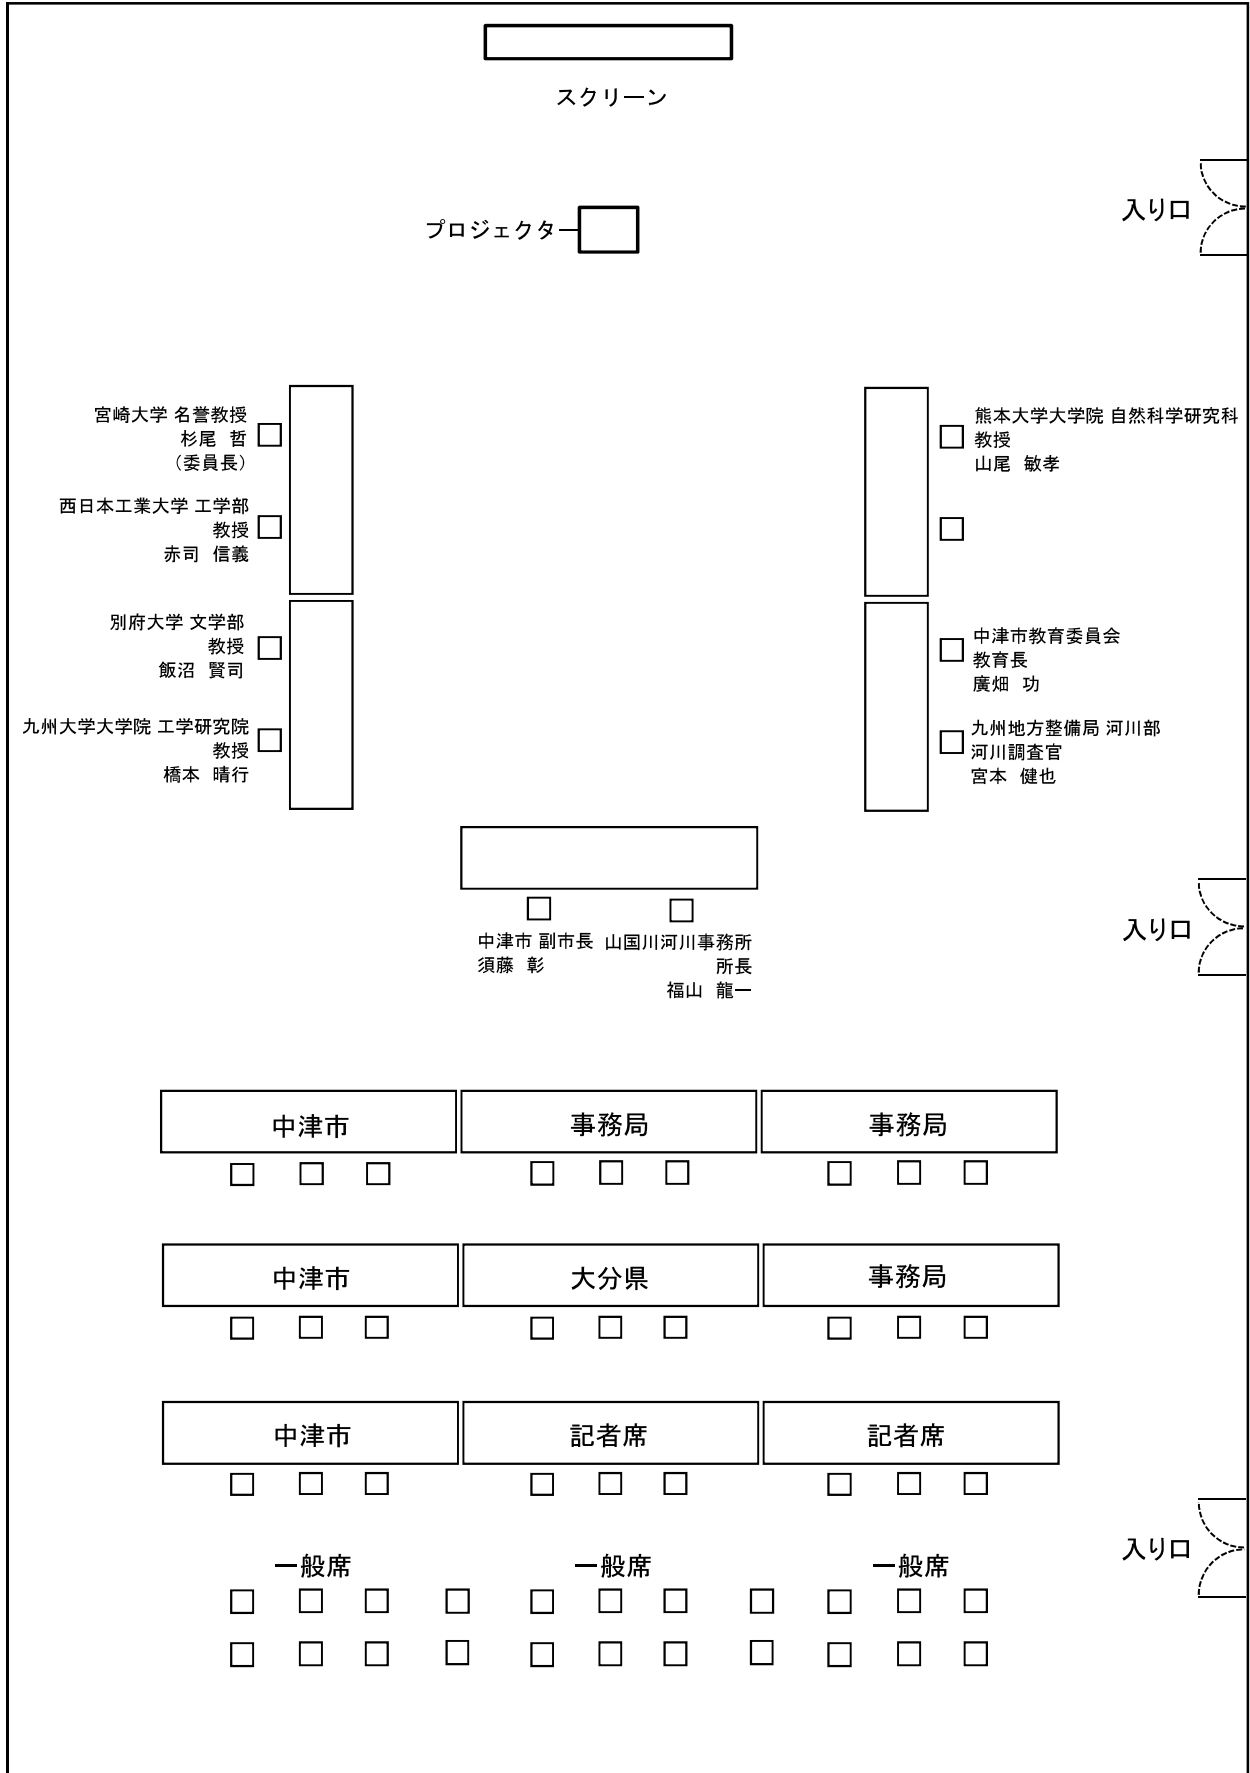 スクリーン
入り口
プロジェクタ
宮崎大学 名誉教授
杉尾 哲
（委員長）
西日本工業大学 工学部
教授
赤司 信義
別府大学 文学部
教授
飯沼 賢司
九州大学大学院 工学研究院
教授
橋本 晴行
熊本大学大学院 自然科学研究科
教授
山尾 敏孝
中津市教育委員会
教育長
廣畑 功
九州地方整備局 河川部
河川調査官
宮本 健也
中津市 副市長
須藤 彰
山国川河川事務所
所長
福山 龍一
入り口
中津市
事務局
事務局
中津市
大分県
事務局
中津市
記者席
記者席
入り口
一般席
一般席
一般席